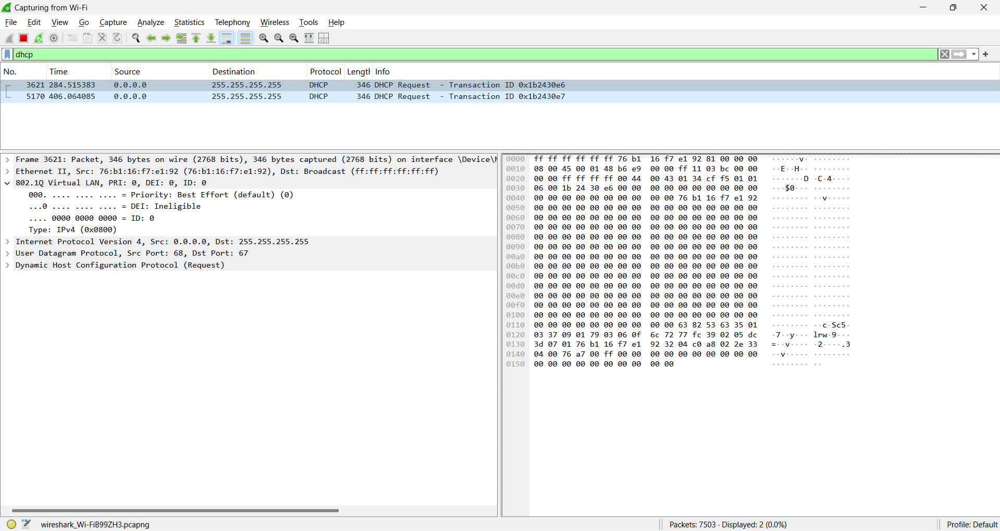 Capturing from Wi-Fi
File Edit View Go Capture Analyze Statistics Telephony Wireless Tools Help
dhcp
No. Time Source Destination Protocol Length Info
3621 284.515383 0.0.0.0 255.255.255.255 DHCP 346 DHCP Request - Transaction ID 0x1b2430e6
5170 406.064085 0.0.0.0 255.255.255.255 DHCP 346 DHCP Request - Transaction ID 0x1b2430e7
Frame 3621: Packet, 346 bytes on wire (2768 bits), 346 bytes captured (2768 bits) on interface \Device\N
Ethernet II, Src: 76:b1:16:f7:e1:92 (76:b1:16:f7:e1:92), Dst: Broadcast (ff:ff:ff:ff:ff:ff)
802.1Q Virtual LAN, PRI: 0, DEI: 0, ID: 0
000. .... .... .... = Priority: Best Effort (default) (0)
...0 .... .... .... = DEI: Ineligible
.... 0000 0000 0000 = ID: 0
Type: IPv4 (0x0800)
Internet Protocol Version 4, Src: 0.0.0.0, Dst: 255.255.255.255
User Datagram Protocol, Src Port: 68, Dst Port: 67
Dynamic Host Configuration Protocol (Request)
0000 ff ff ff ff ff ff 76 b1 16 f7 e1 92 81 00 00 00 ······v· ········
0010 08 00 45 00 01 48 b6 e9 00 00 ff 11 03 bc 00 00 ··E··H·· ········
0020 00 00 ff ff ff ff 00 44 00 43 01 34 cf f5 01 01 ·······D ·C·4····
0030 06 00 1b 24 30 e6 00 00 00 00 00 00 00 00 00 00 ···$0··· ········
0040 00 00 00 00 00 00 00 00 00 00 76 b1 16 f7 e1 92 ········ ··v·····
0050 00 00 00 00 00 00 00 00 00 00 00 00 00 00 00 00 ········ ········
0060 00 00 00 00 00 00 00 00 00 00 00 00 00 00 00 00 ········ ········
0070 00 00 00 00 00 00 00 00 00 00 00 00 00 00 00 00 ········ ········
0080 00 00 00 00 00 00 00 00 00 00 00 00 00 00 00 00 ········ ········
0090 00 00 00 00 00 00 00 00 00 00 00 00 00 00 00 00 ········ ········
00a0 00 00 00 00 00 00 00 00 00 00 00 00 00 00 00 00 ········ ········
00b0 00 00 00 00 00 00 00 00 00 00 00 00 00 00 00 00 ········ ········
00c0 00 00 00 00 00 00 00 00 00 00 00 00 00 00 00 00 ········ ········
00d0 00 00 00 00 00 00 00 00 00 00 00 00 00 00 00 00 ········ ········
00e0 00 00 00 00 00 00 00 00 00 00 00 00 00 00 00 00 ········ ········
00f0 00 00 00 00 00 00 00 00 00 00 00 00 00 00 00 00 ········ ········
0100 00 00 00 00 00 00 00 00 00 00 00 00 00 00 00 00 ········ ········
0110 00 00 00 00 00 00 00 00 00 00 63 82 53 63 35 01 ········ ··c·Sc5·
0120 03 37 09 01 79 03 06 0f 6c 72 77 fc 39 02 05 dc ·7··y··· lrw·9···
0130 3d 07 01 76 b1 16 f7 e1 92 32 04 c0 a8 02 2e 33 =··v···· ·2····.3
0140 04 00 76 a7 00 ff 00 00 00 00 00 00 00 00 00 00 ··v····· ········
0150 00 00 00 00 00 00 00 00 00 00 ········ ··
wireshark_Wi-FiB99ZH3.pcapng
Packets: 7503 · Displayed: 2 (0.0%)
Profile: Default